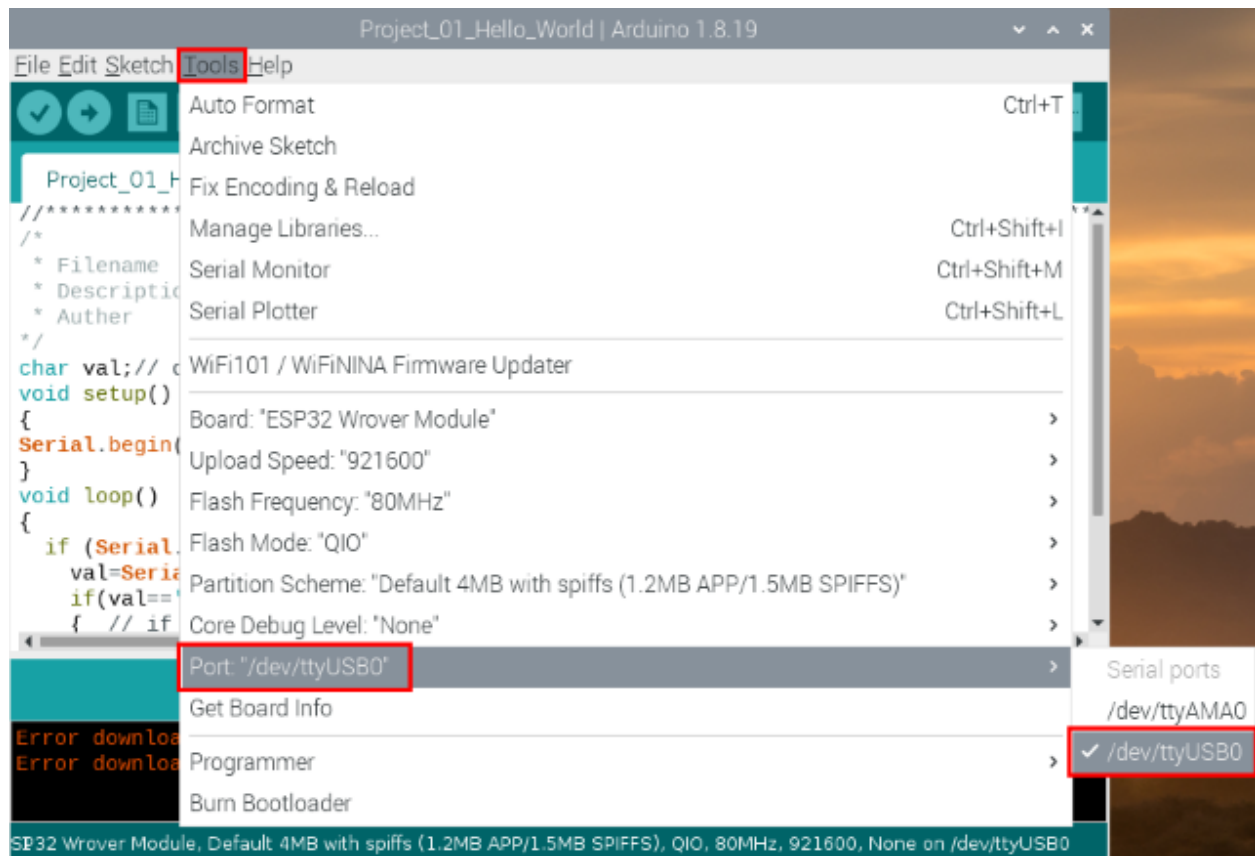 Project_01_Hello_World | Arduino 1.8.19
File Edit Sketch Tools Help
Auto Format Ctrl+T
Archive Sketch
Project_01_H
Fix Encoding & Reload
//***********
**
/*
Manage Libraries... Ctrl+Shift+I
* Filename
Serial Monitor Ctrl+Shift+M
* Descriptio
Serial Plotter Ctrl+Shift+L
* Auther
*/
char val;// c
WiFi101 / WiFiNINA Firmware Updater
void setup()
{
Board: "ESP32 Wrover Module"
Serial.begin(
Upload Speed: "921600"
}
void loop()
Flash Frequency: "80MHz"
{
if (Serial.
Flash Mode: "QIO"
val=Seria
Partition Scheme: "Default 4MB with spiffs (1.2MB APP/1.5MB SPIFFS)"
if(val=='
{ // if
Core Debug Level: "None"
Port: "/dev/ttyUSB0"
Serial ports
Get Board Info
/dev/ttyAMA0
Error downloa
/dev/ttyUSB0
Error downloa
Programmer
Burn Bootloader
SP32 Wrover Module, Default 4MB with spiffs (1.2MB APP/1.5MB SPIFFS), QIO, 80MHz, 921600, None on /dev/ttyUSB0